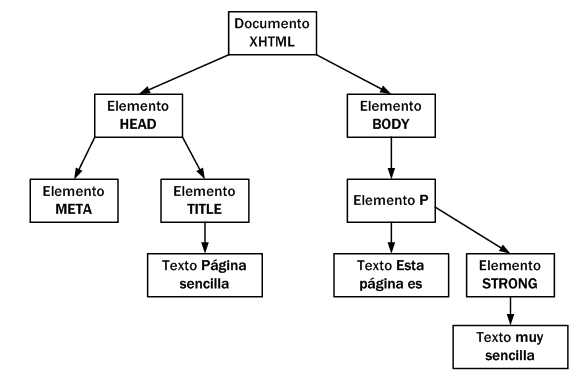 Documento
XHTML
Elemento
HEAD
Elemento
BODY
Elemento
META
Elemento
TITLE
Elemento P
Texto Página
sencilla
Texto Esta
página es
Elemento
STRONG
Texto muy
sencilla